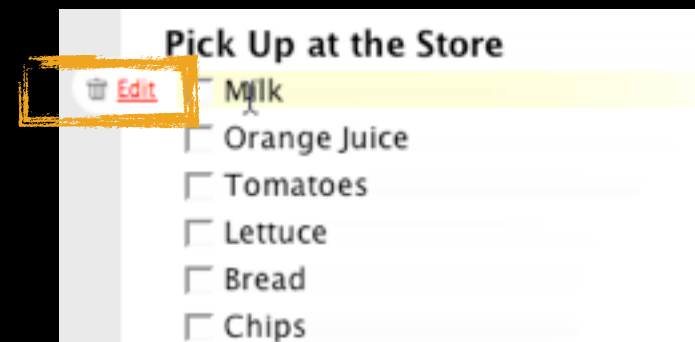 Pick Up at the Store
Edit Milk
Orange Juice
Tomatoes
Lettuce
Bread
Chips